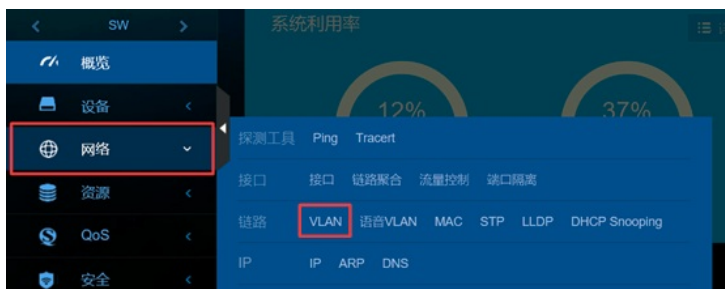 SW
系统利用率
概览
设备
12%
37%
网络
探测工具 Ping Tracert
资源
接口 接口 链路聚合 流量控制 端口隔离
QoS
链路 VLAN 语音VLAN MAC STP LLDP DHCP Snooping
安全
IP IP ARP DNS